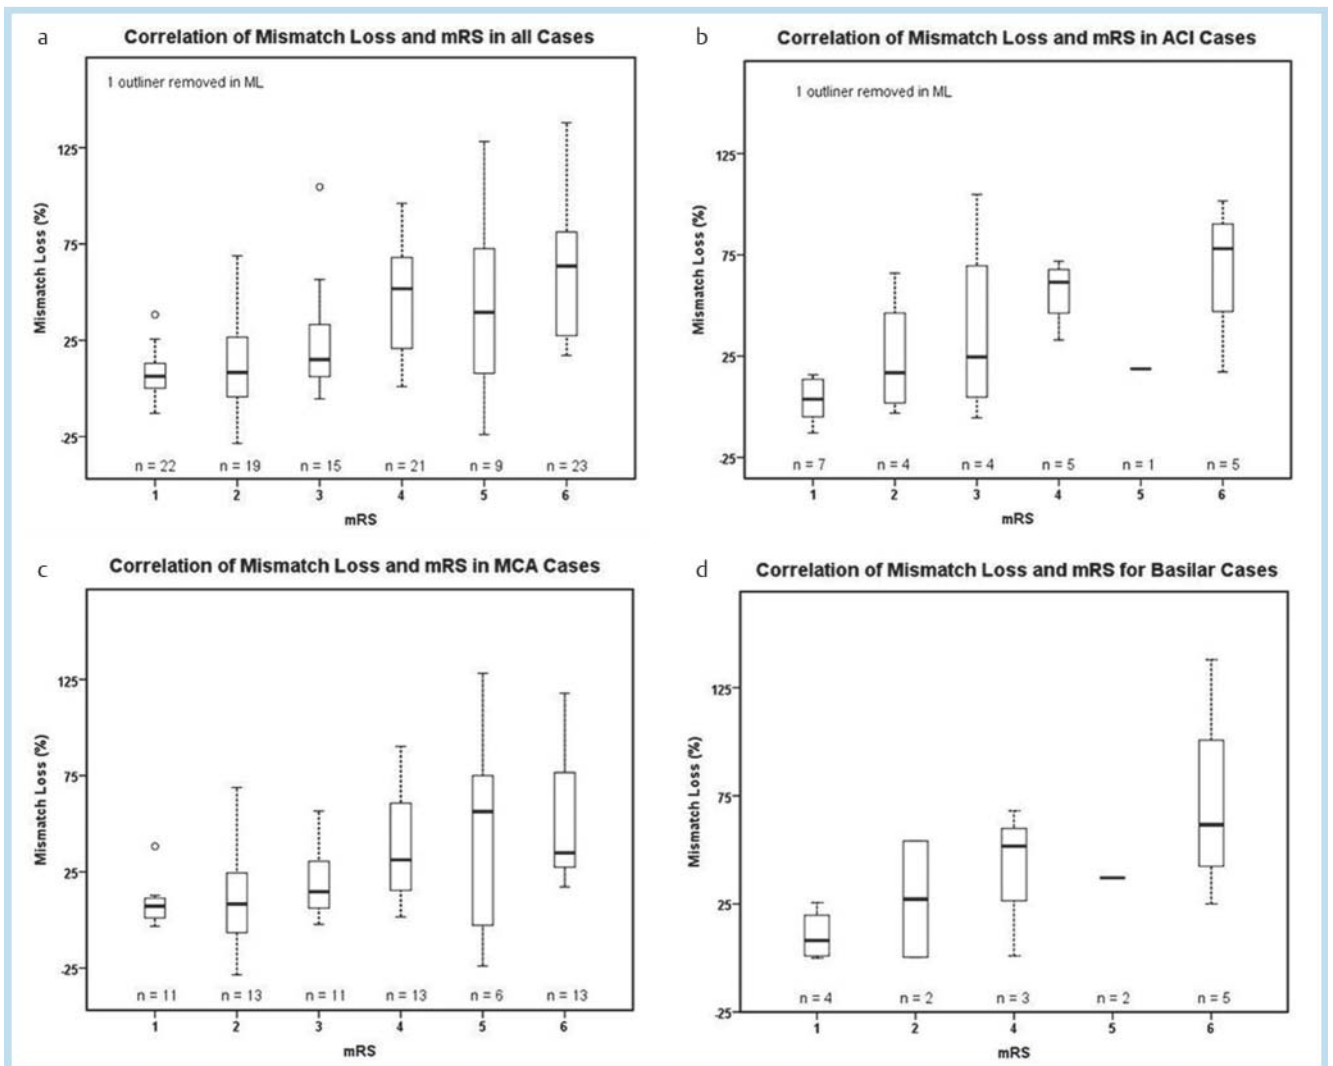 a
Correlation of Mismatch Loss and mRS in all Cases
1 outliner removed in ML
Mismatch Loss (%)
125
75
25
-25
n = 22 n = 19 n = 15 n = 21 n = 9 n = 23
1 2 3 4 5 6
mRS
b
Correlation of Mismatch Loss and mRS in ACI Cases
1 outliner removed in ML
Mismatch Loss (%)
125
75
25
-25
n = 7 n = 4 n = 4 n = 5 n = 1 n = 5
1 2 3 4 5 6
mRS
c
Correlation of Mismatch Loss and mRS in MCA Cases
Mismatch Loss (%)
125
75
25
-25
n = 11 n = 13 n = 11 n = 13 n = 6 n = 13
1 2 3 4 5 6
mRS
d
Correlation of Mismatch Loss and mRS for Basilar Cases
Mismatch Loss (%)
125
75
25
-25
n = 4 n = 2 n = 3 n = 2 n = 5
1 2 4 5 6
mRS